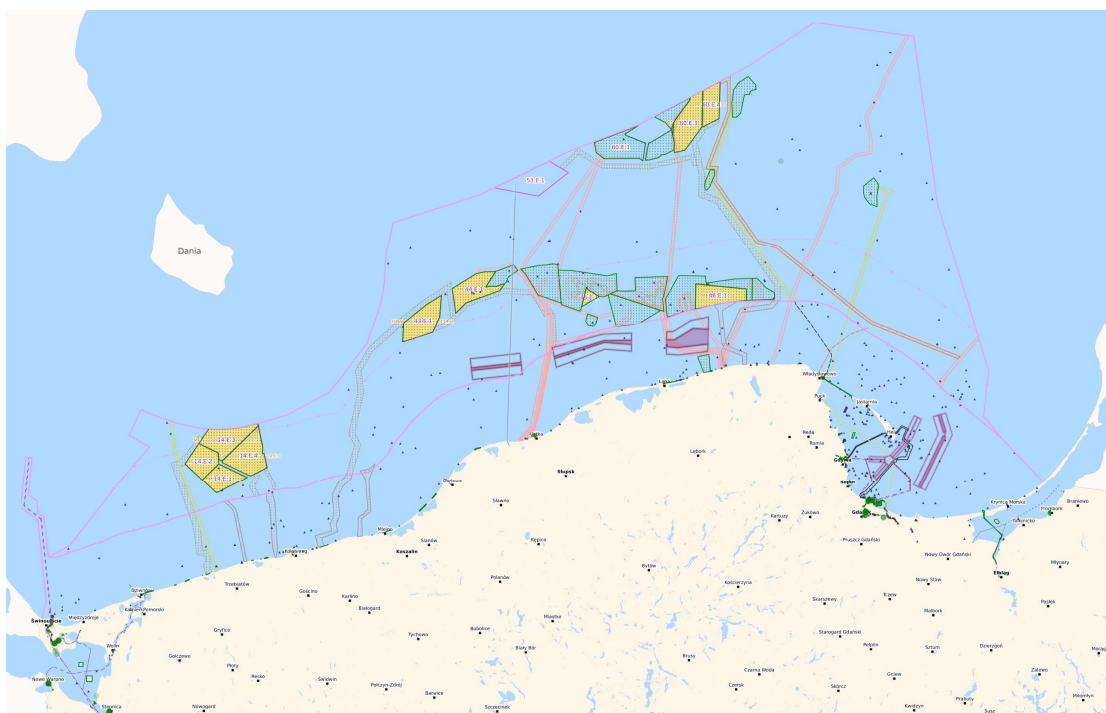 60.E.4
60.E.3
60.E.1
53.E.1
Dania
44.E.1
43.E.1
46.E.1
Władysławowo
Łeba
Puck
Jastarnia
Hel
Reda
Rumia
Ustka
14.E.3
14.E.4
14.E.2
14.E.1
Lębork
Gdynia
Słupsk
Sopot
Darłowo
Sławno
Krynica Morska
Braniewo
Gdańsk
Żukowo
Kartuzy
Frombork
Tolkmicko
Mielno
Sianów
Kępice
Pruszcz Gdański
Koszalin
Kołobrzeg
Nowy Dwór Gdański
Młynary
Bytów
Elbląg
Polanów
Trzebiatów
Kościerzyna
Nowy Staw
Dziwnów
Gościno
Karlino
Tczew
Skarszewy
Pasłęk
Białogard
Kamień Pomorski
Malbork
Międzyzdroje
Miastko
Świnoujście
Bobolice
Gryfice
Tychowo
Starogard Gdański
Wolin
Biały Bór
Pelplin
Sztum
Dzierzgoń
Golczewo
Brusy
Płoty
Czarna Woda
Gniew
Zalewo
Resko
Świdwin
Nowe Warpno
Połczyn-Zdrój
Czersk
Skórcz
Barwice
Prabuty
Miłomłyn
Stepnica
Nowogard
Szczecinek
Kwidzyn
Susz